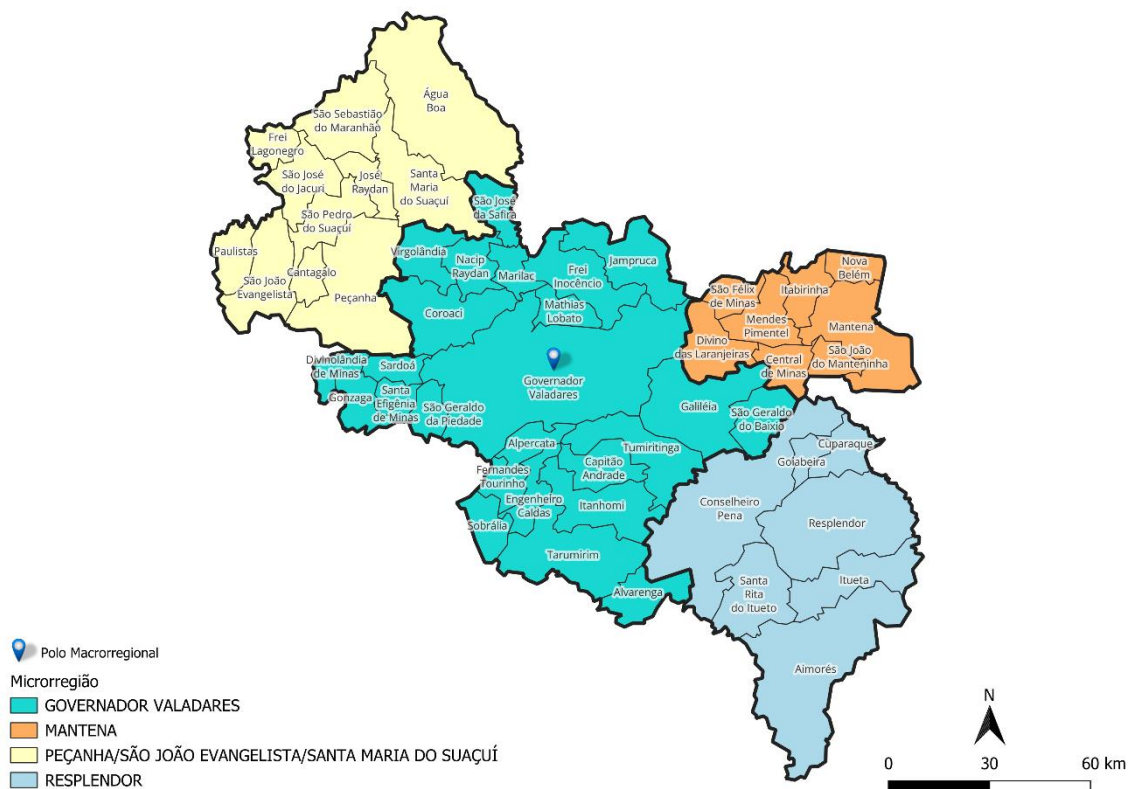 Água
Boa
São Sebastião
do Maranhão
Frei
Lagonegro
São José
do Jacuri
José
Raydan
Santa
Maria
do Suaçuí
São José
da Safira
São Pedro
do Suaçuí
Paulistas
São João
Evangelista
Cantagalo
Peçanha
Virgolândia
Nacip
Raydan
Marilac
Frei
Inocêncio
Jampruca
Coroaci
Mathias
Lobato
Nova
Belém
São Félix
de Minas
Itabirinha
Mendes
Pimentel
Mantena
Divino
das Laranjeiras
Central
de Minas
São João
do Manteninha
Divinolândia
de Minas
Sardoá
Gonzaga
Santa
Efigênia
de Minas
São Geraldo
da Piedade
Governador
Valadares
Galiléia
São Geraldo
do Baixio
Alpercata
Tumiritinga
Capitão
Andrade
Fernandes
Tourinho
Engenheiro
Caldas
Itanhomi
Sobrália
Tarumirim
Alvarenga
Cuparaque
Goiabeira
Conselheiro
Pena
Resplendor
Santa
Rita
do Itueto
Itueta
Aimorés
Polo Macrorregional
Microrregião
GOVERNADOR VALADARES
MANTENA
PEÇANHA/SÃO JOÃO EVANGELISTA/SANTA MARIA DO SUAÇUÍ
RESPLENDOR
N
0 30 60 km